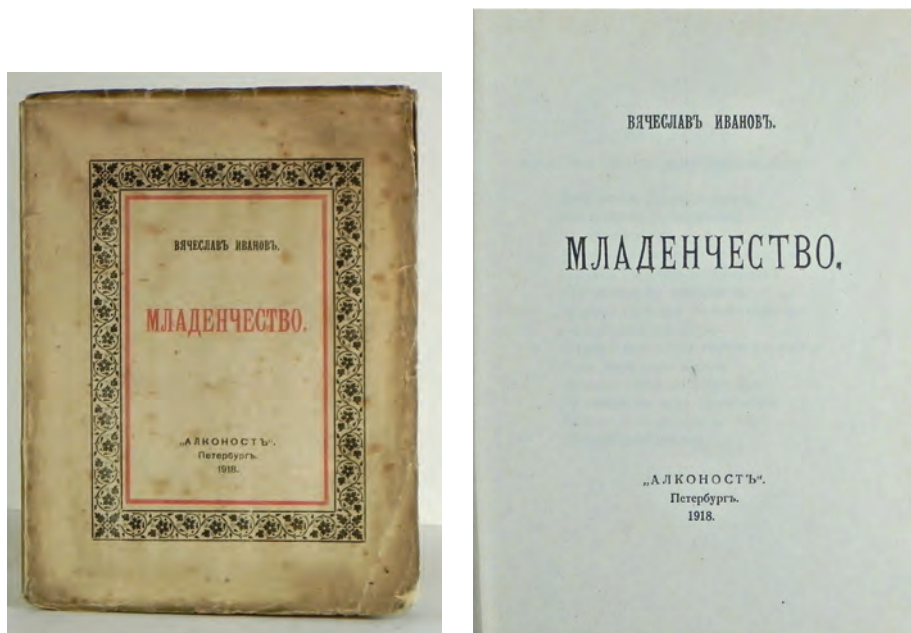 ВЯЧЕСЛАВЪ ИВАНОВЪ.
МЛАДЕНЧЕСТВО.
„АЛКОНОСТЪ“.
Петербургъ.
1918.
ВЯЧЕСЛАВЪ ИВАНОВЪ.
МЛАДЕНЧЕСТВО.
„АЛКОНОСТЪ“.
Петербургъ.
1918.